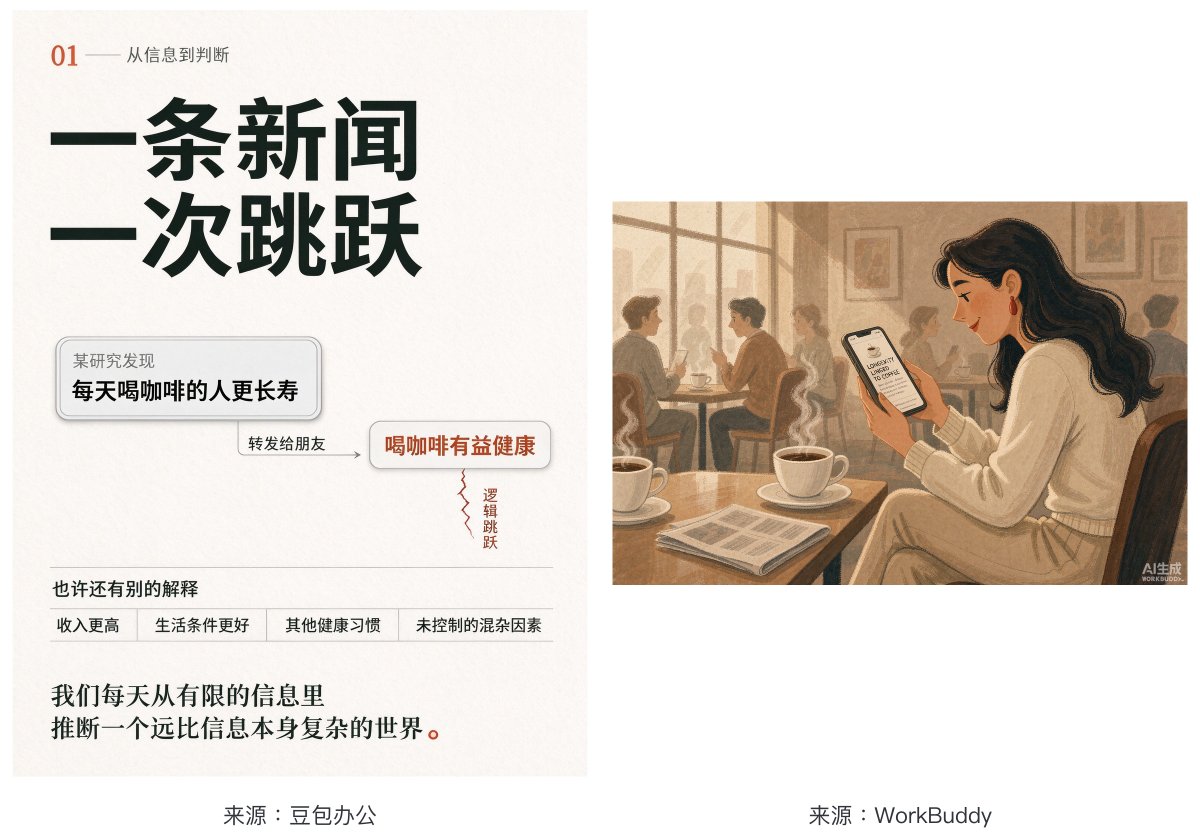 01 从信息到判断
一条新闻
一次跳跃
某研究发现
每天喝咖啡的人更长寿
转发给朋友
喝咖啡有益健康
逻辑跳跃
也许还有别的解释
收入更高 生活条件更好 其他健康习惯 未控制的混杂因素
我们每天从有限的信息里
推断一个远比信息本身复杂的世界。
来源：豆包办公
LONGEVITY
LINKED
TO COFFEE
AI生成
WORKBUDDY
来源：WorkBuddy